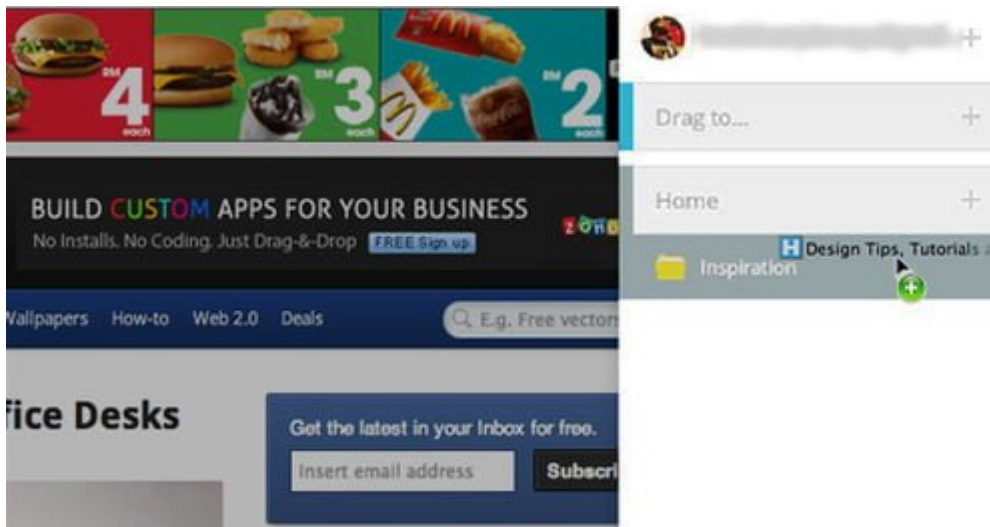 RM
4
each
RM
3
each
RM
2
each
BUILD CUSTOM APPS FOR YOUR BUSINESS
No Installs. No Coding. Just Drag-&-Drop FREE Sign up
ZOHO
Wallpapers How-to Web 2.0 Deals
E.g. Free vectors
fice Desks
Get the latest in your Inbox for free.
Insert email address
Subscri
Drag to...
Home
H Design Tips, Tutorials a
Inspiration